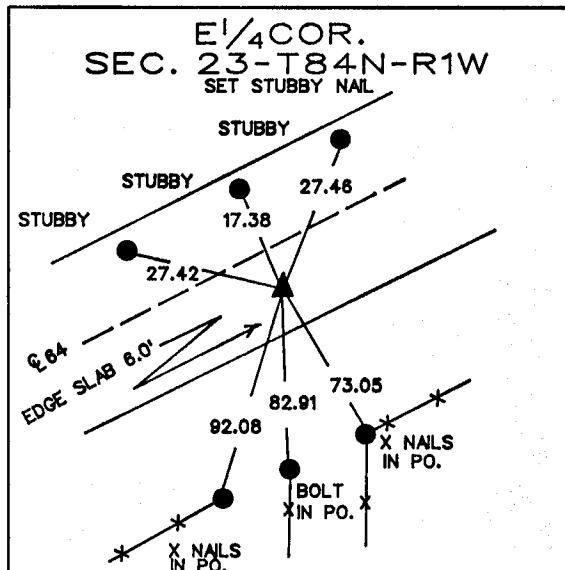 E1/4COR.
SEC. 23-T84N-R1W
SET STUBBY NAIL
STUBBY
STUBBY
27.46
17.38
STUBBY
27.42
℄ 64
EDGE SLAB 6.0'
73.05
82.91
92.08
X NAILS
IN PO.
BOLT
IN PO.
X NAILS
IN PO.